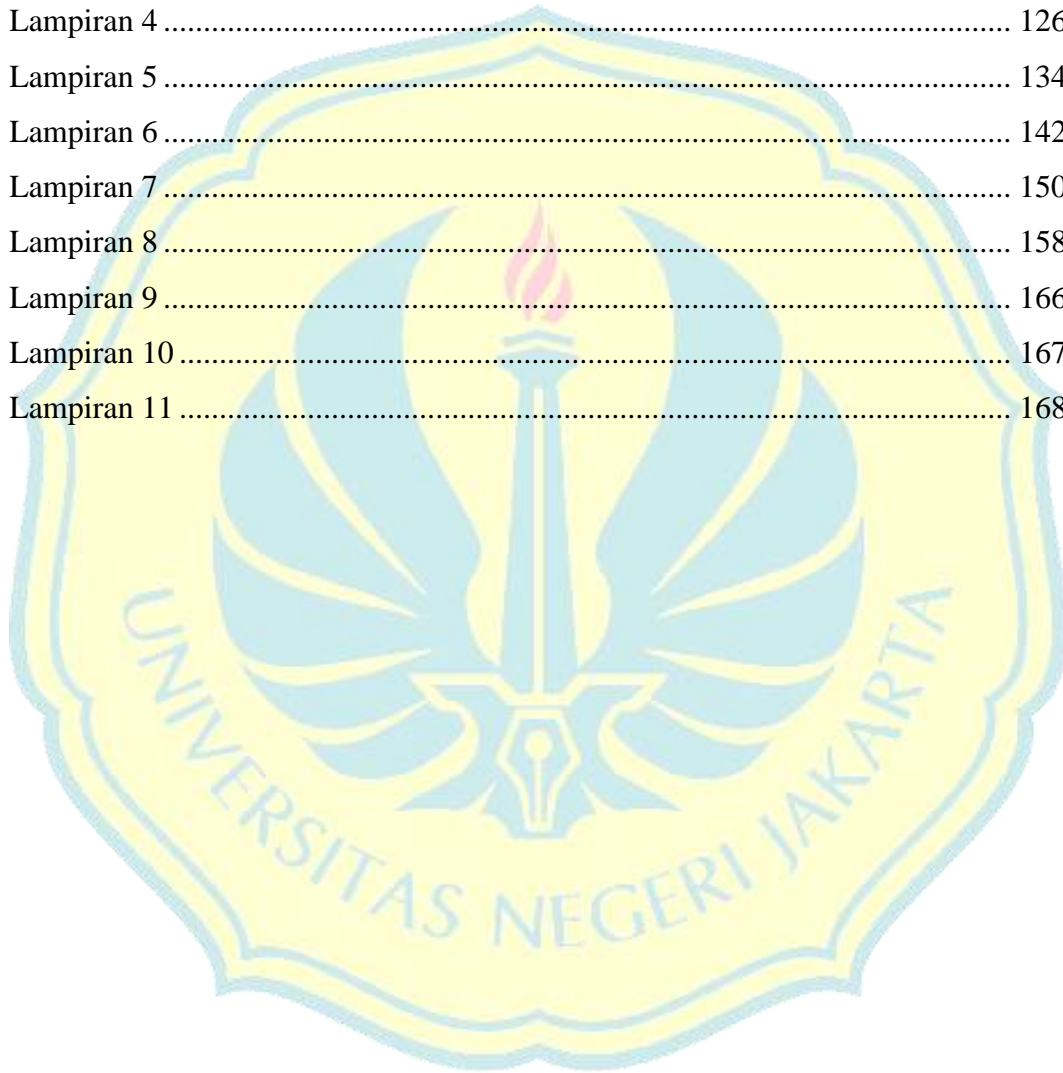 Lampiran 4 ........................................................................................................ 126
Lampiran 5 ........................................................................................................ 134
Lampiran 6 ........................................................................................................ 142
Lampiran 7 ........................................................................................................ 150
Lampiran 8 ........................................................................................................ 158
Lampiran 9 ........................................................................................................ 166
Lampiran 10 ...................................................................................................... 167
Lampiran 11 ...................................................................................................... 168
UNIVERSITAS NEGERI JAKARTA